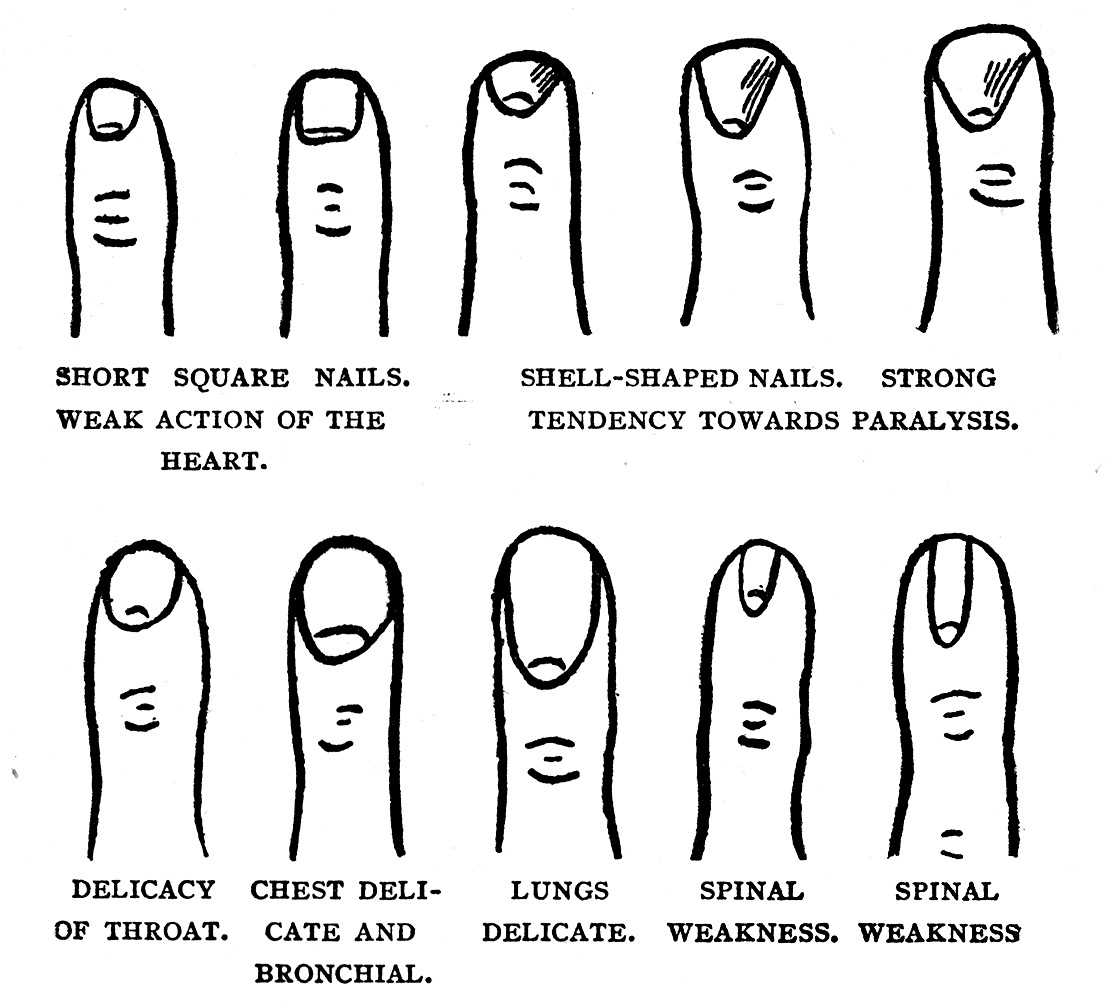 SHORT SQUARE NAILS.
WEAK ACTION OF THE
HEART.
SHELL-SHAPED NAILS. STRONG
TENDENCY TOWARDS PARALYSIS.
DELICACY
OF THROAT.
CHEST DELI-
CATE AND
BRONCHIAL.
LUNGS
DELICATE.
SPINAL
WEAKNESS.
SPINAL
WEAKNESS